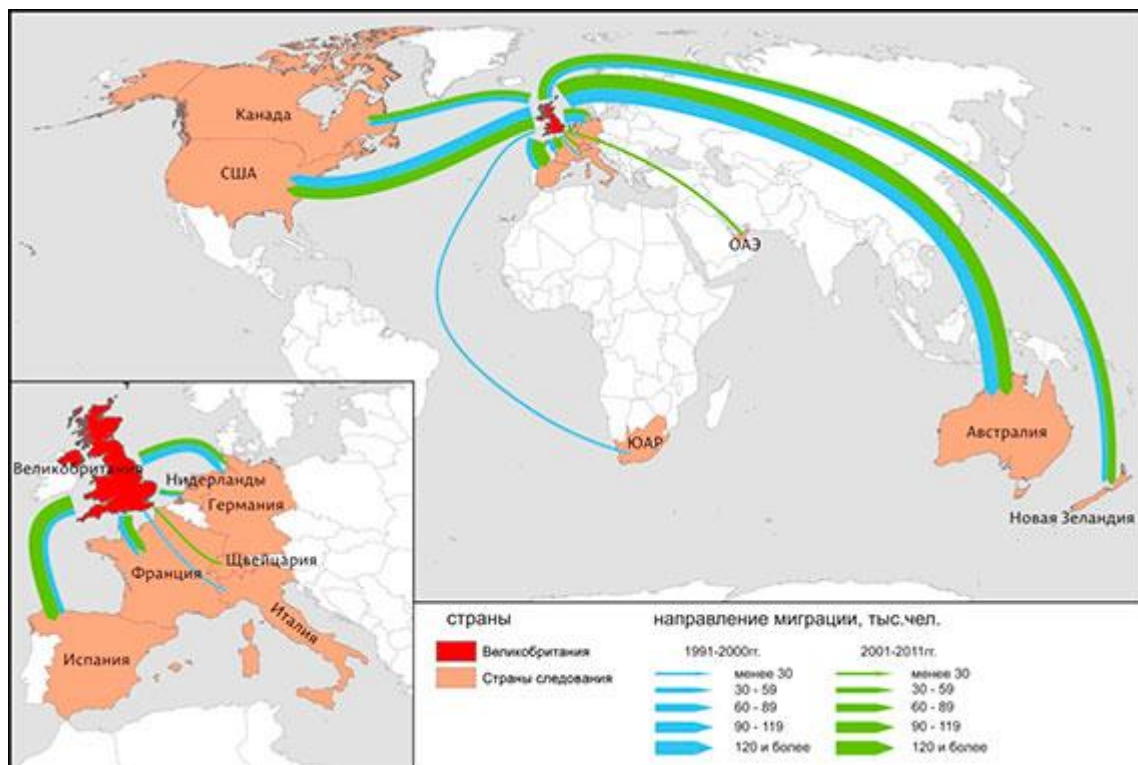 Канада
США
ОАЭ
ЮАР
Австралия
Новая Зеландия
Великобритания
Нидерланды
Германия
Щвейцария
Франция
Италия
Испания
страны
Великобритания
Страны следования
направление миграции, тыс.чел.
1991-2000гг.
2001-2011гг.
менее 30
менее 30
30 - 59
30 - 59
60 - 89
60 - 89
90 - 119
90 - 119
120 и более
120 и более